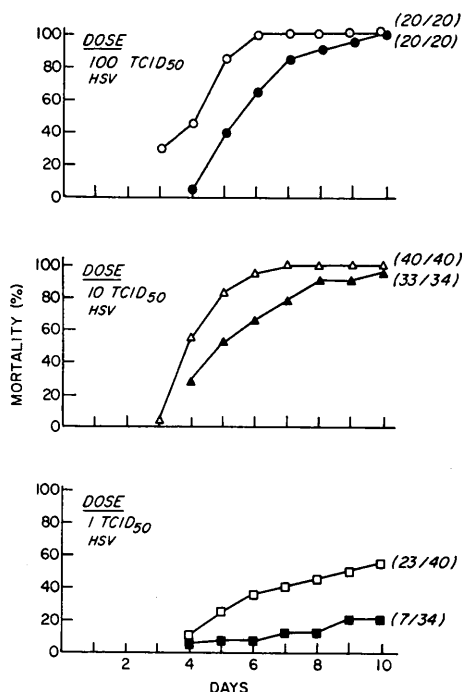 100
80
60
40
20
0
DOSE
100 TCID50
HSV
(20/20)
(20/20)
MORTALITY (%)
100
80
60
40
20
0
DOSE
10 TCID50
HSV
(40/40)
(33/34)
100
80
60
40
20
0
DOSE
1 TCID50
HSV
(23/40)
(7/34)
2 4 6 8 10
DAYS